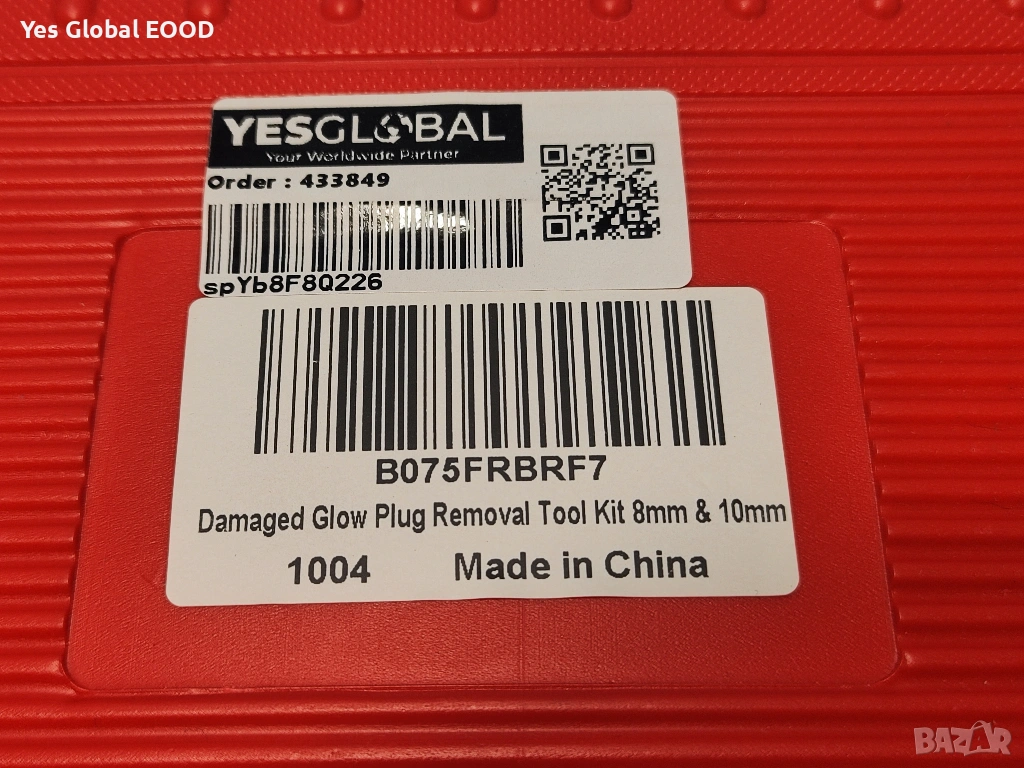 Yes Global EOOD
YESGLOBAL
Your Worldwide Partner
Order : 433849
spYb8F8Q226
B075FRBRF7
Damaged Glow Plug Removal Tool Kit 8mm & 10mm
1004 Made in China
BAZAR